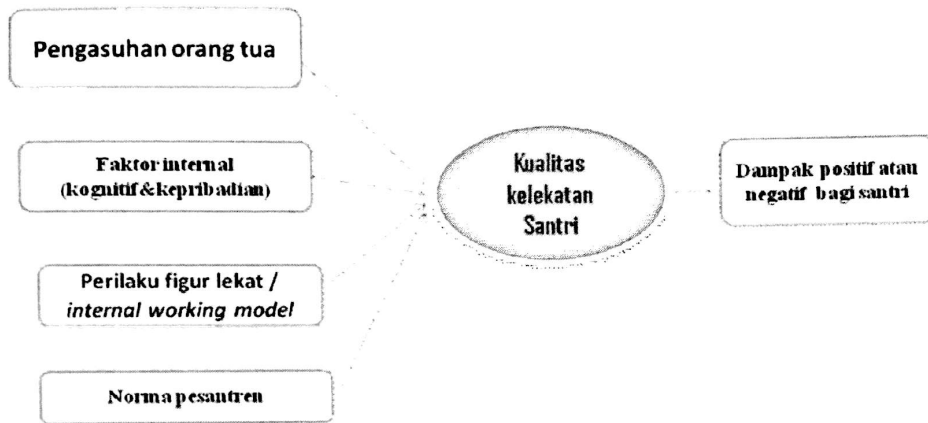 Pengasuhan orang tua
Faktor internal
(kognitif&kepribadian)
Perilaku figur lekat /
internal working model
Norma pesantren
Kualitas
kelekatan
Santri
Dampak positif atau
negatif bagi santri